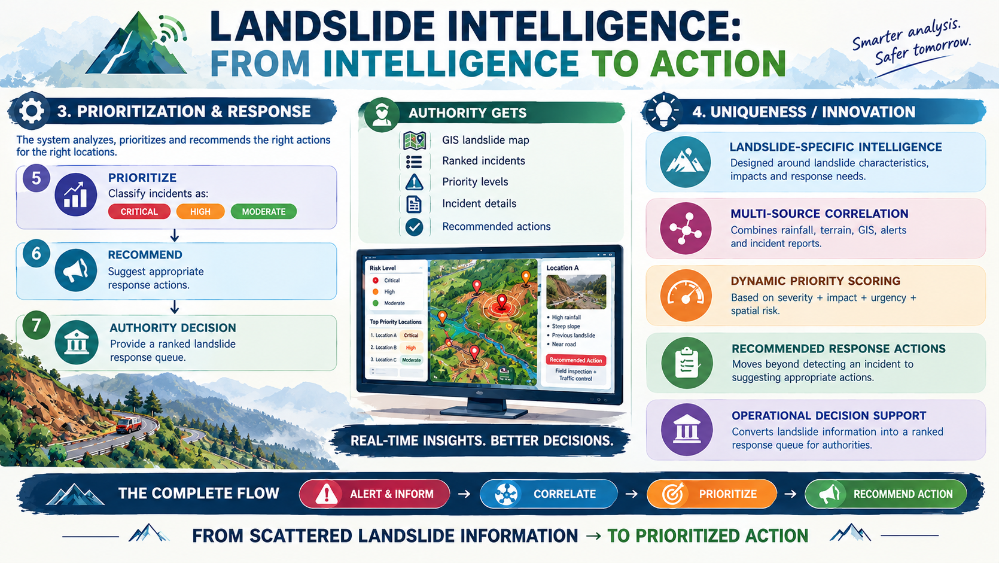 LANDSLIDE INTELLIGENCE:
FROM INTELLIGENCE TO ACTION
Smarter analysis.
Safer tomorrow.
3. PRIORITIZATION & RESPONSE
The system analyzes, prioritizes and recommends the right actions
for the right locations.
5
PRIORITIZE
Classify incidents as:
CRITICAL
HIGH
MODERATE
6
RECOMMEND
Suggest appropriate
response actions.
7
AUTHORITY DECISION
Provide a ranked landslide
response queue.
AUTHORITY GETS
GIS landslide map
Ranked incidents
Priority levels
Incident details
Recommended actions
Risk Level
Critical
High
Moderate
Top Priority Locations
1. Location A Critical
2. Location B High
3. Location C Moderate
Location A
• High rainfall
• Steep slope
• Previous landslide
• Near road
Recommended Action
Field inspection +
Traffic control
REAL-TIME INSIGHTS. BETTER DECISIONS.
4. UNIQUENESS / INNOVATION
LANDSLIDE-SPECIFIC INTELLIGENCE
Designed around landslide characteristics,
impacts and response needs.
MULTI-SOURCE CORRELATION
Combines rainfall, terrain, GIS, alerts
and incident reports.
DYNAMIC PRIORITY SCORING
Based on severity + impact + urgency +
spatial risk.
RECOMMENDED RESPONSE ACTIONS
Moves beyond detecting an incident to
suggesting appropriate actions.
OPERATIONAL DECISION SUPPORT
Converts landslide information into a ranked
response queue for authorities.
THE COMPLETE FLOW
ALERT & INFORM
→
CORRELATE
→
PRIORITIZE
→
RECOMMEND ACTION
FROM SCATTERED LANDSLIDE INFORMATION → TO PRIORITIZED ACTION